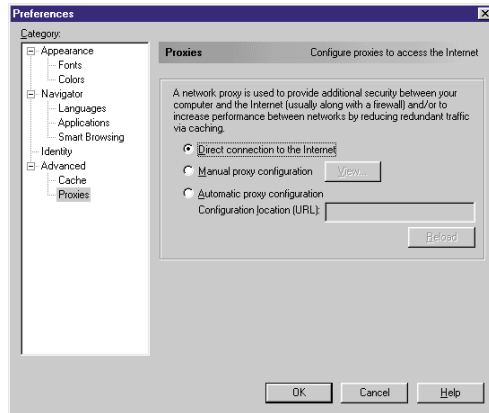 Preferences
Category:
Appearance
Fonts
Colors
Navigator
Languages
Applications
Smart Browsing
Identity
Advanced
Cache
Proxies
Proxies Configure proxies to access the Internet
A network proxy is used to provide additional security between your
computer and the Internet (usually along with a firewall) and/or to
increase performance between networks by reducing redundant traffic
via caching.
Direct connection to the Internet
Manual proxy configuration View...
Automatic proxy configuration
Configuration location (URL):
Reload
OK Cancel Help